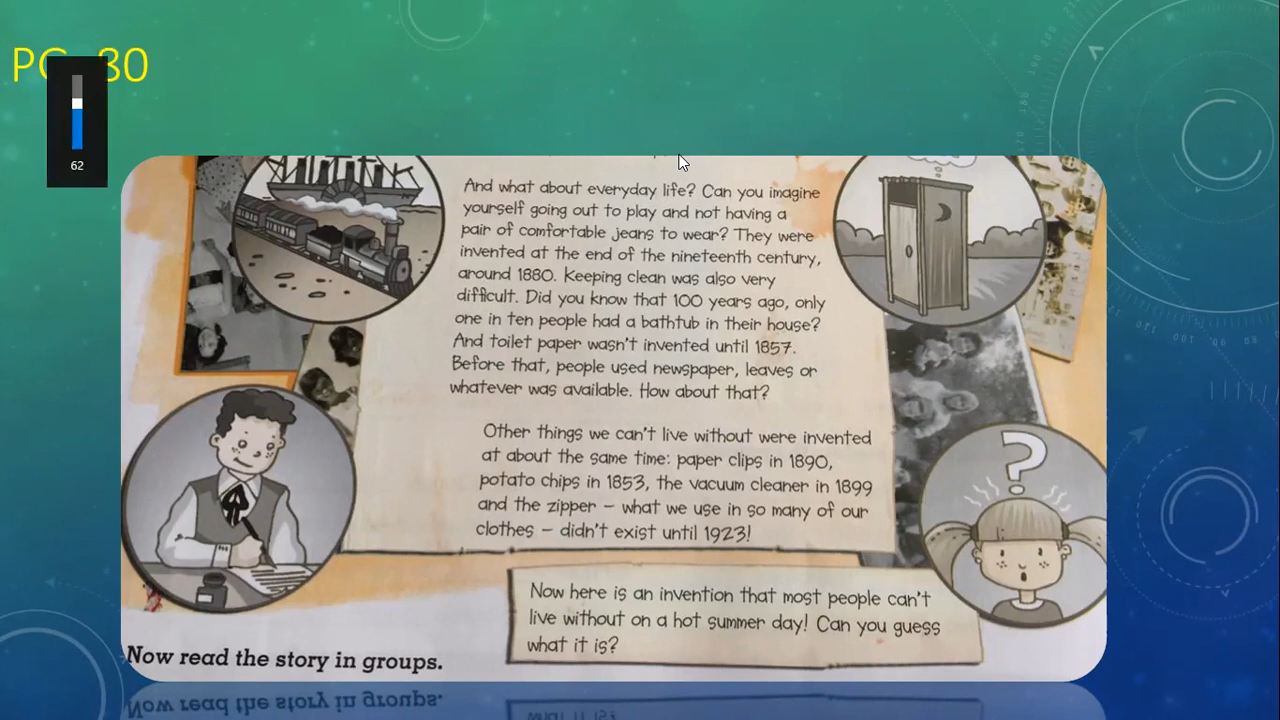 PG 80
62
And what about everyday life? Can you imagine
yourself going out to play and not having a
pair of comfortable jeans to wear? They were
invented at the end of the nineteenth century,
around 1880. Keeping clean was also very
difficult. Did you know that 100 years ago, only
one in ten people had a bathtub in their house?
And toilet paper wasn't invented until 1857.
Before that, people used newspaper, leaves or
whatever was available. How about that?
Other things we can't live without were invented
at about the same time: paper clips in 1890,
potato chips in 1853, the vacuum cleaner in 1899
and the zipper – what we use in so many of our
clothes – didn't exist until 1923!
?
Now here is an invention that most people can't
live without on a hot summer day! Can you guess
what it is?
Now read the story in groups.